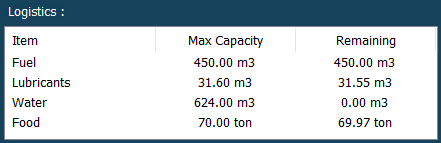 Logistics :
Item Max Capacity Remaining
Fuel 450.00 m3 450.00 m3
Lubricants 31.60 m3 31.55 m3
Water 624.00 m3 0.00 m3
Food 70.00 ton 69.97 ton